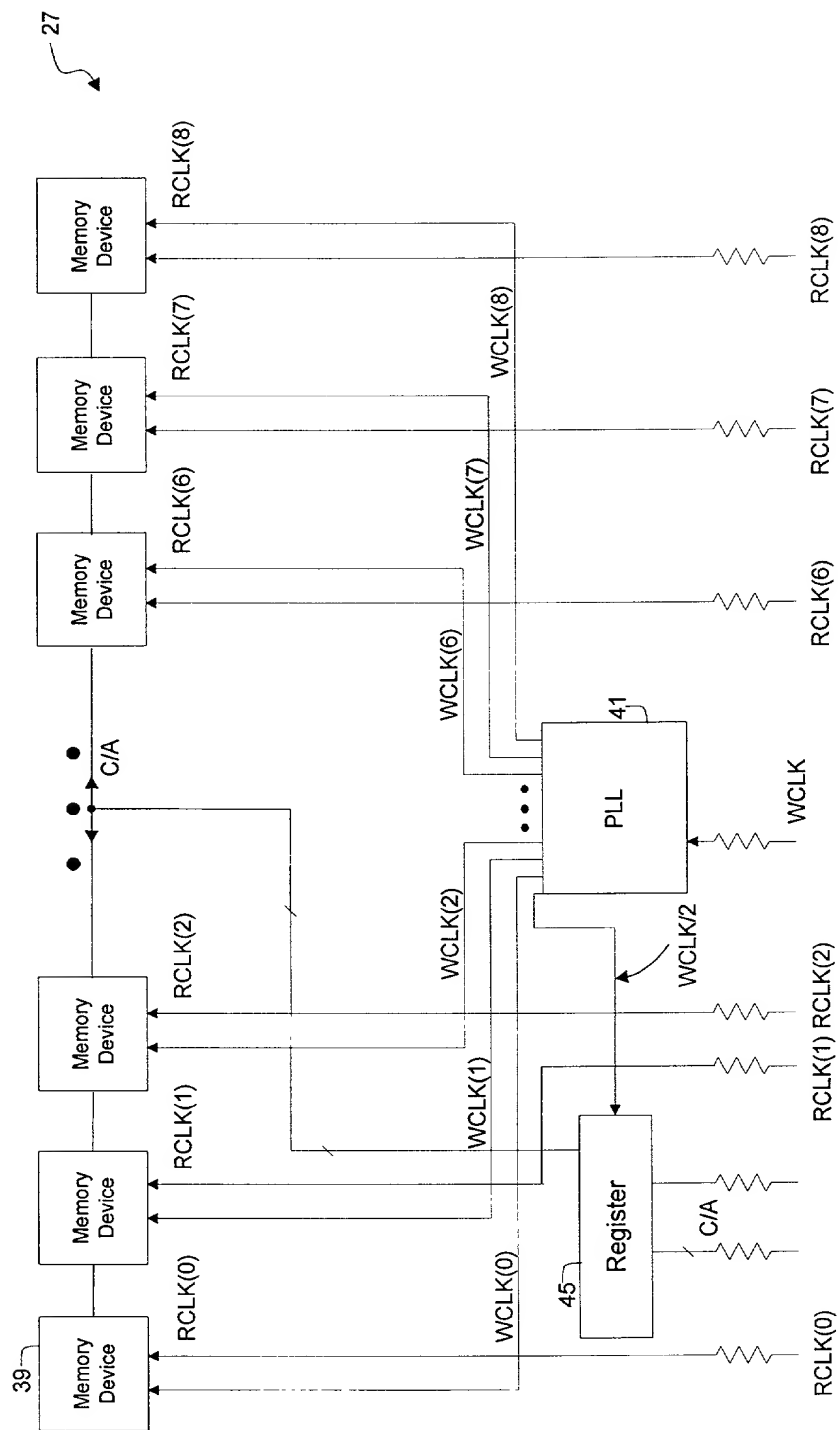 27
39
Memory
Device
Memory
Device
Memory
Device
Memory
Device
Memory
Device
Memory
Device
RCLK(0)
RCLK(1)
RCLK(2)
C/A
RCLK(6)
RCLK(7)
RCLK(8)
WCLK(0)
WCLK(1)
WCLK(2)
WCLK(6)
WCLK(7)
WCLK(8)
45
Register
WCLK/2
PLL
41
C/A
RCLK(0)
RCLK(1) RCLK(2)
WCLK
RCLK(6)
RCLK(7)
RCLK(8)